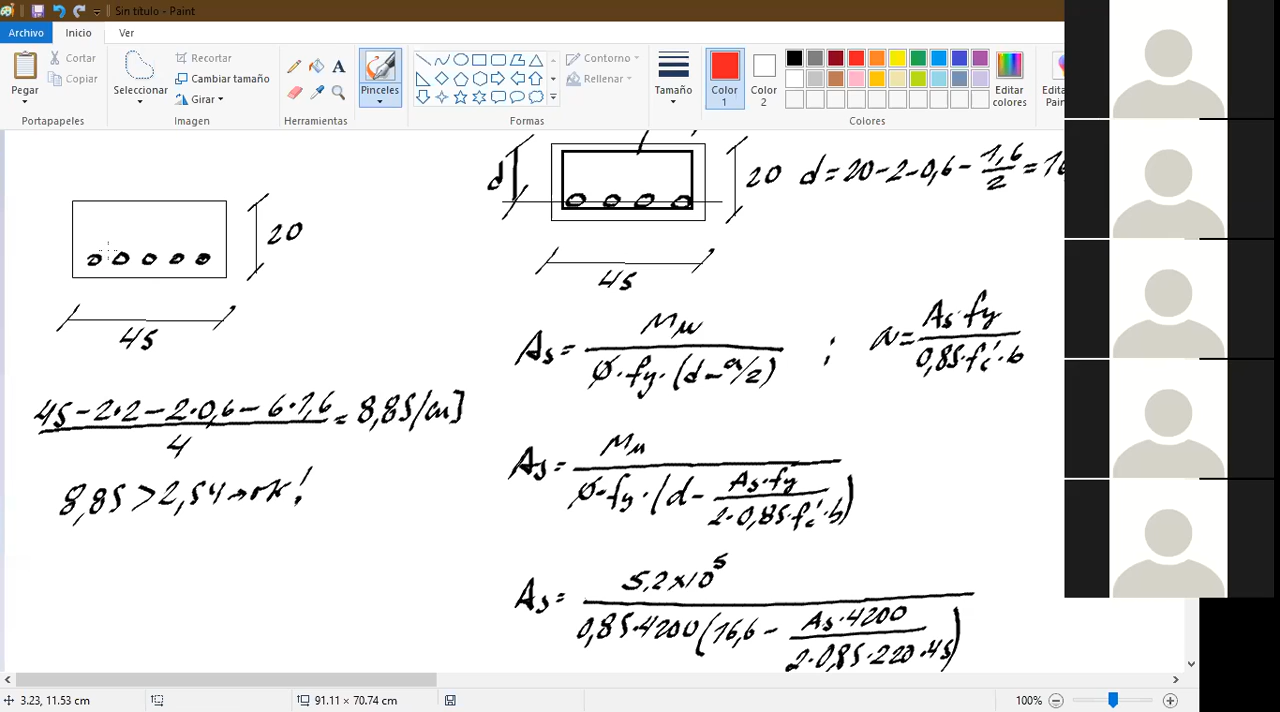 Sin título - Paint
Archivo
Inicio
Ver
Pegar
Cortar
Copiar
Portapapeles
Seleccionar
Recortar
Cambiar tamaño
Girar
Imagen
A
Herramientas
Pinceles
Contorno
Rellenar
Formas
Tamaño
Color 1
Color 2
Editar colores
Colores
20
45
45-2·2-2·0,6-6·1,6 / 4 = 8,85 [cm]
8,85 > 2,54 → ok!
d
20
45
d = 20-2-0,6- 1,6/2 = 16
As = Mu / ø·fy·(d-a/2) ; a = As·fy / 0,85·fc'·b
As = Mu / ø·fy·(d- As·fy / 2·0,85·fc'·b)
As = 5,2×10⁵ / 0,85·4200(16,6- As·4200 / 2·0,85·220·45)
3.23, 11.53 cm
91.11 × 70.74 cm
100%